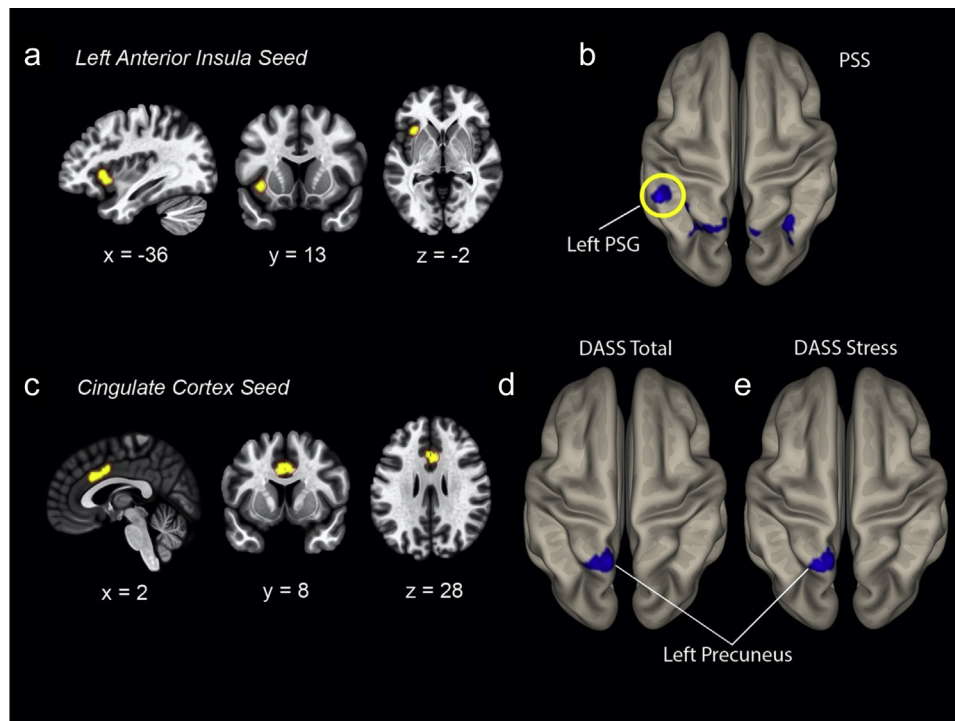 a
Left Anterior Insula Seed
x = -36
y = 13
z = -2
b
PSS
Left PSG
c
Cingulate Cortex Seed
x = 2
y = 8
z = 28
d
DASS Total
e
DASS Stress
Left Precuneus